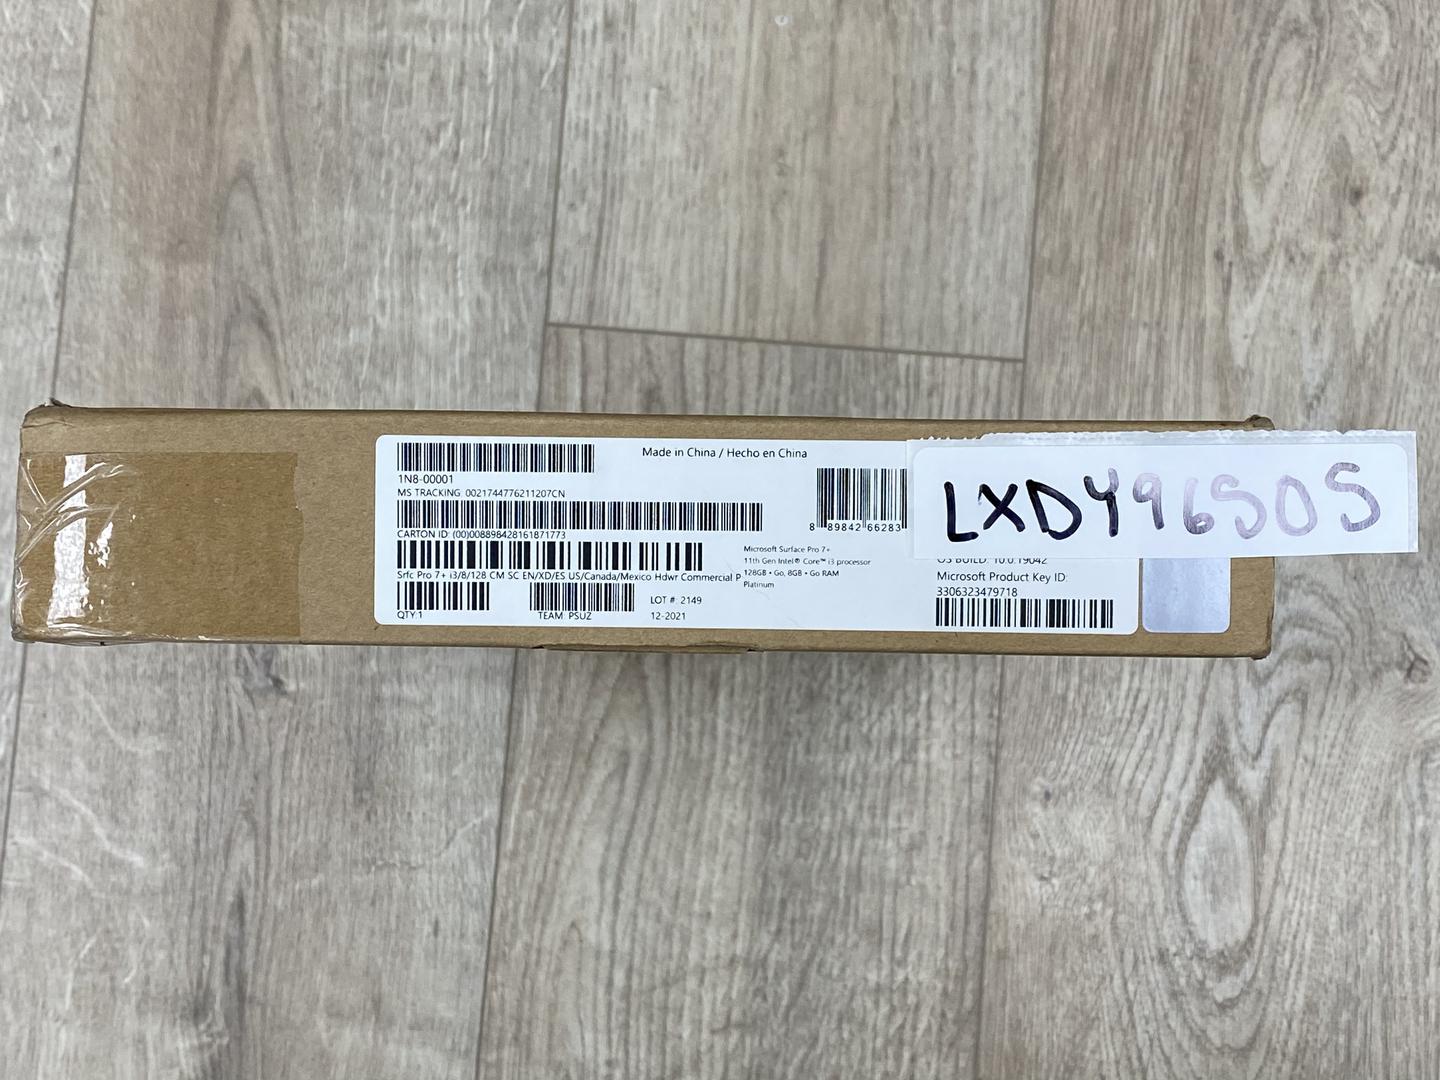 Made in China / Hecho en China
1N8-00001
MS TRACKING: 0021744776211207CN
CARTON ID: (00)008898428161871773
Srfc Pro 7+ i3/8/128 CM SC EN/XD/ES US/Canada/Mexico Hdwr Commercial P
QTY:1
TEAM PSUZ
LOT #: 2149
12-2021
8 89842 66283
Microsoft Surface Pro 7+
11th Gen Intel® Core™ i3 processor
128GB • Go, 8GB • Go RAM
Platinum
LXDY96S0S
OS BUILD: 10.0.19042
Microsoft Product Key ID:
3306323479718